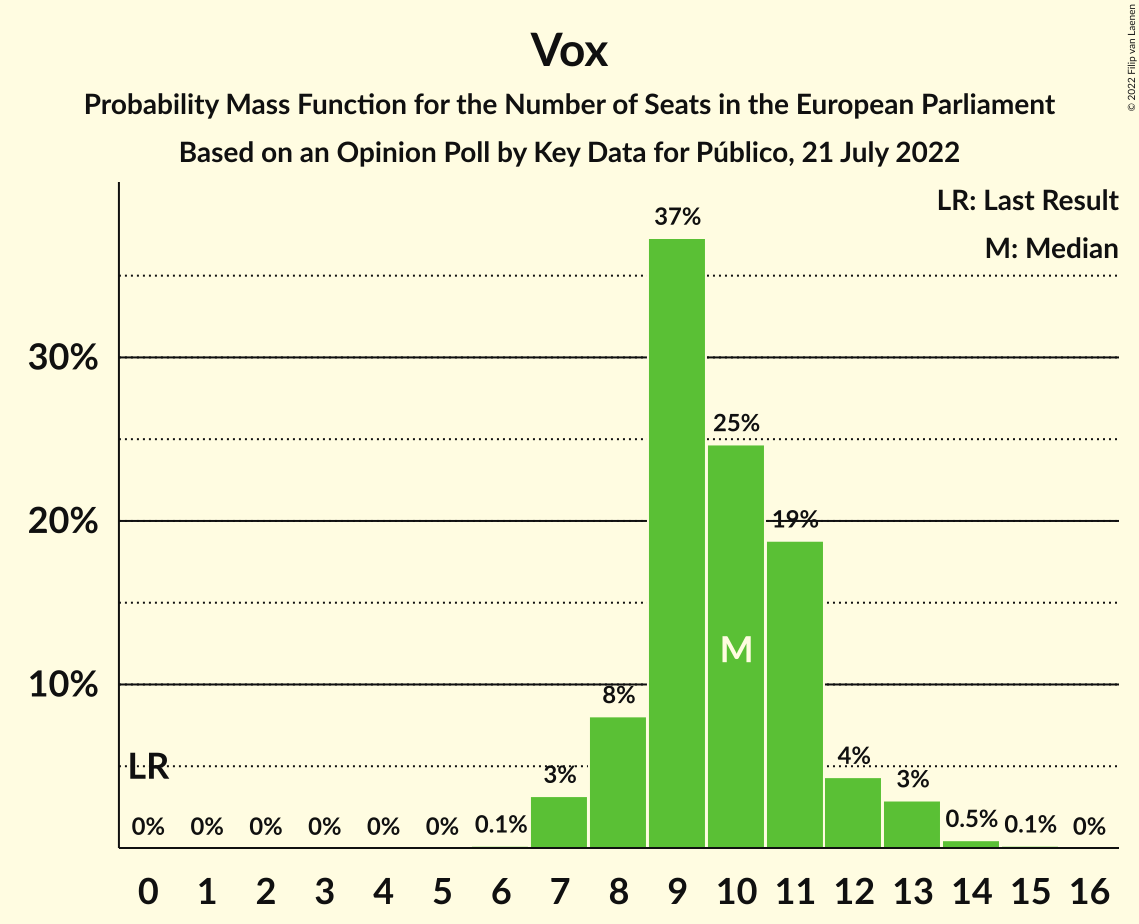 Vox
Probability Mass Function for the Number of Seats in the European Parliament
Based on an Opinion Poll by Key Data for Público, 21 July 2022
© 2022 Filip van Laenen
LR: Last Result
M: Median
37%
30%
25%
20%
19%
M
10%
8%
LR
3%
4%
3%
0%
0%
0%
0%
0%
0%
0.1%
0.5%
0.1%
0%
0 1 2 3 4 5 6 7 8 9 10 11 12 13 14 15 16